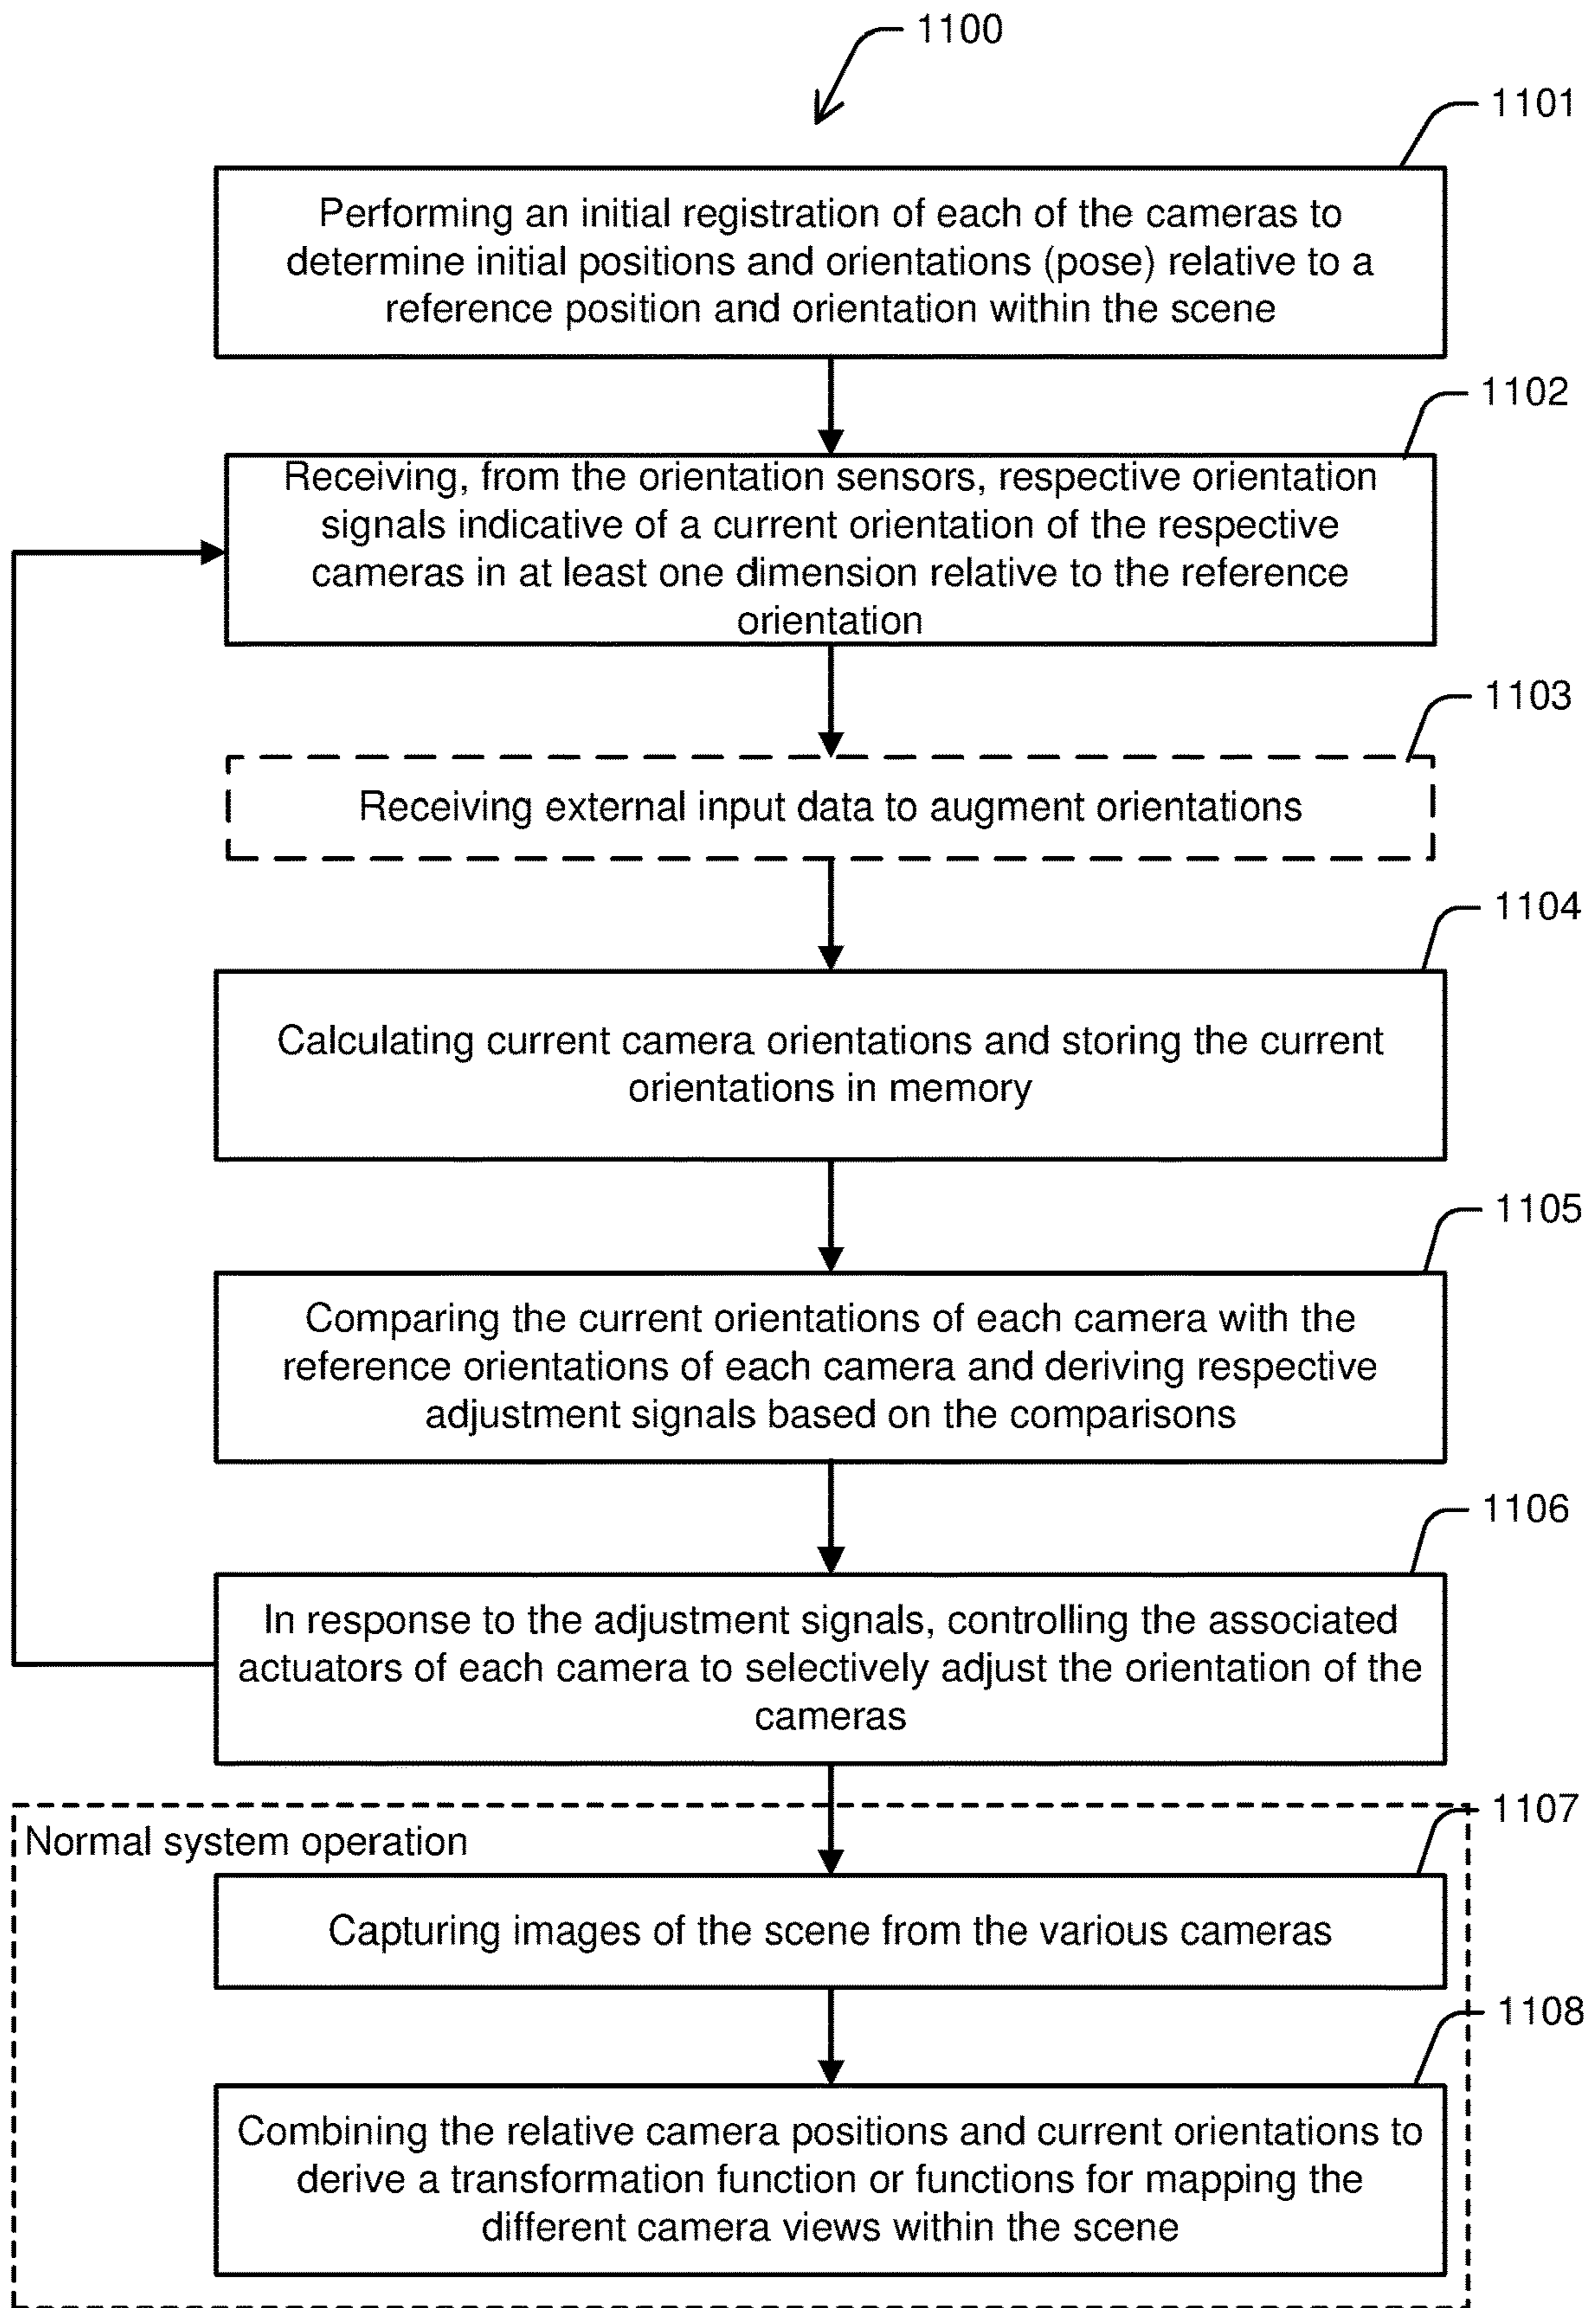 1100
1101
Performing an initial registration of each of the cameras to
determine initial positions and orientations (pose) relative to a
reference position and orientation within the scene
1102
Receiving, from the orientation sensors, respective orientation
signals indicative of a current orientation of the respective
cameras in at least one dimension relative to the reference
orientation
1103
Receiving external input data to augment orientations
1104
Calculating current camera orientations and storing the current
orientations in memory
1105
Comparing the current orientations of each camera with the
reference orientations of each camera and deriving respective
adjustment signals based on the comparisons
1106
In response to the adjustment signals, controlling the associated
actuators of each camera to selectively adjust the orientation of the
cameras
1107
Normal system operation
Capturing images of the scene from the various cameras
1108
Combining the relative camera positions and current orientations to
derive a transformation function or functions for mapping the
different camera views within the scene